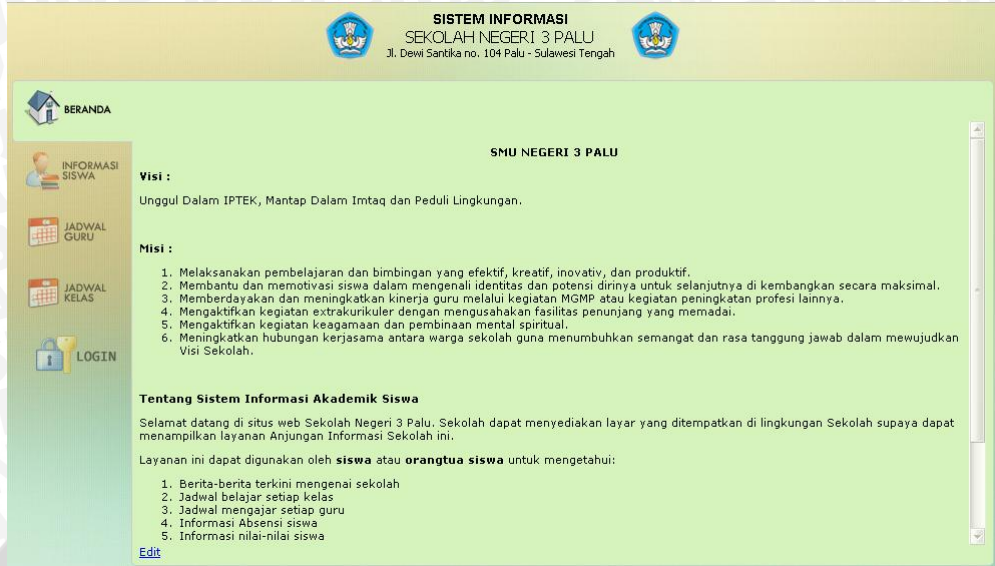 SISTEM INFORMASI
SEKOLAH NEGERI 3 PALU
Jl. Dewi Santika no. 104 Palu - Sulawesi Tengah
BERANDA
INFORMASI
SISWA
JADWAL
GURU
JADWAL
KELAS
LOGIN
SMU NEGERI 3 PALU
Visi :
Unggul Dalam IPTEK, Mantap Dalam Imtaq dan Peduli Lingkungan.
Misi :
1. Melaksanakan pembelajaran dan bimbingan yang efektif, kreatif, inovativ, dan produktif.
2. Membantu dan memotivasi siswa dalam mengenali identitas dan potensi dirinya untuk selanjutnya di kembangkan secara maksimal.
3. Memberdayakan dan meningkatkan kinerja guru melalui kegiatan MGMP atau kegiatan peningkatan profesi lainnya.
4. Mengaktifkan kegiatan extrakurikuler dengan mengusahakan fasilitas penunjang yang memadai.
5. Mengaktifkan kegiatan keagamaan dan pembinaan mental spiritual.
6. Meningkatkan hubungan kerjasama antara warga sekolah guna menumbuhkan semangat dan rasa tanggung jawab dalam mewujudkan
Visi Sekolah.
Tentang Sistem Informasi Akademik Siswa
Selamat datang di situs web Sekolah Negeri 3 Palu. Sekolah dapat menyediakan layar yang ditempatkan di lingkungan Sekolah supaya dapat
menampilkan layanan Anjungan Informasi Sekolah ini.
Layanan ini dapat digunakan oleh siswa atau orangtua siswa untuk mengetahui:
1. Berita-berita terkini mengenai sekolah
2. Jadwal belajar setiap kelas
3. Jadwal mengajar setiap guru
4. Informasi Absensi siswa
5. Informasi nilai-nilai siswa
Edit